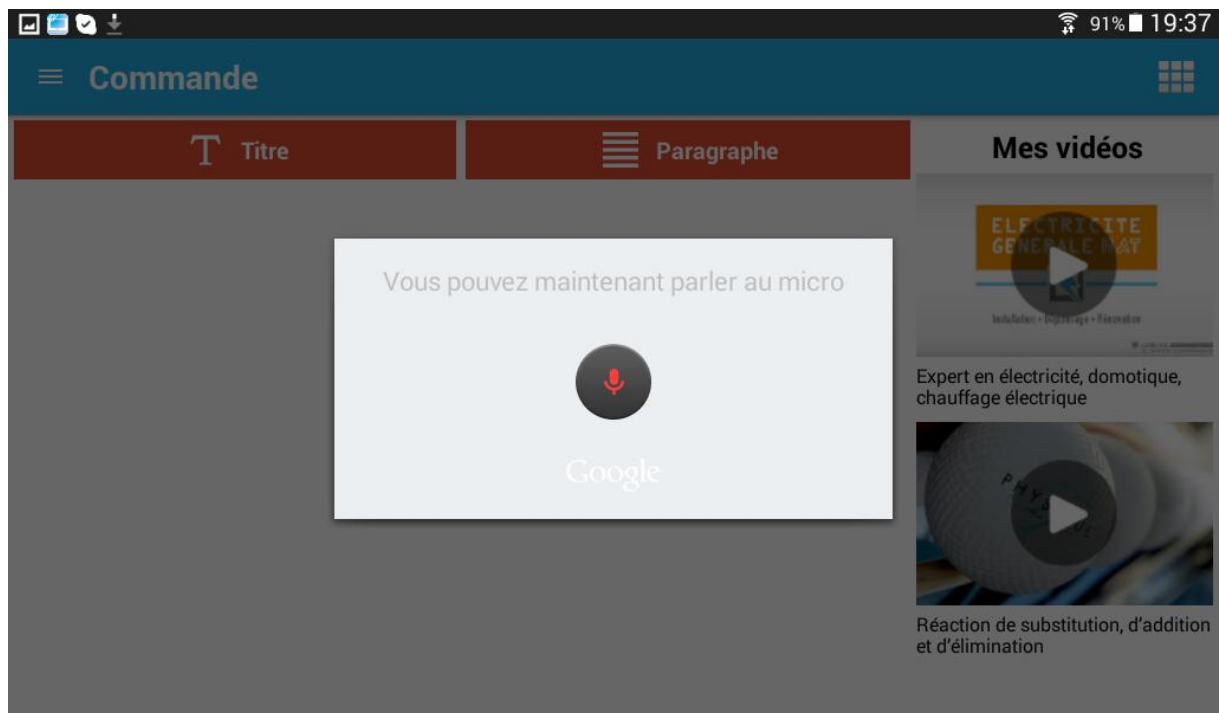 91% 19:37
Commande
Titre
Paragraphe
Mes vidéos
ELECTRICITE
GENERALE
Vous pouvez maintenant parler au micro
Google
Expert en électricité, domotique,
chauffage électrique
Réaction de substitution, d'addition
et d'élimination